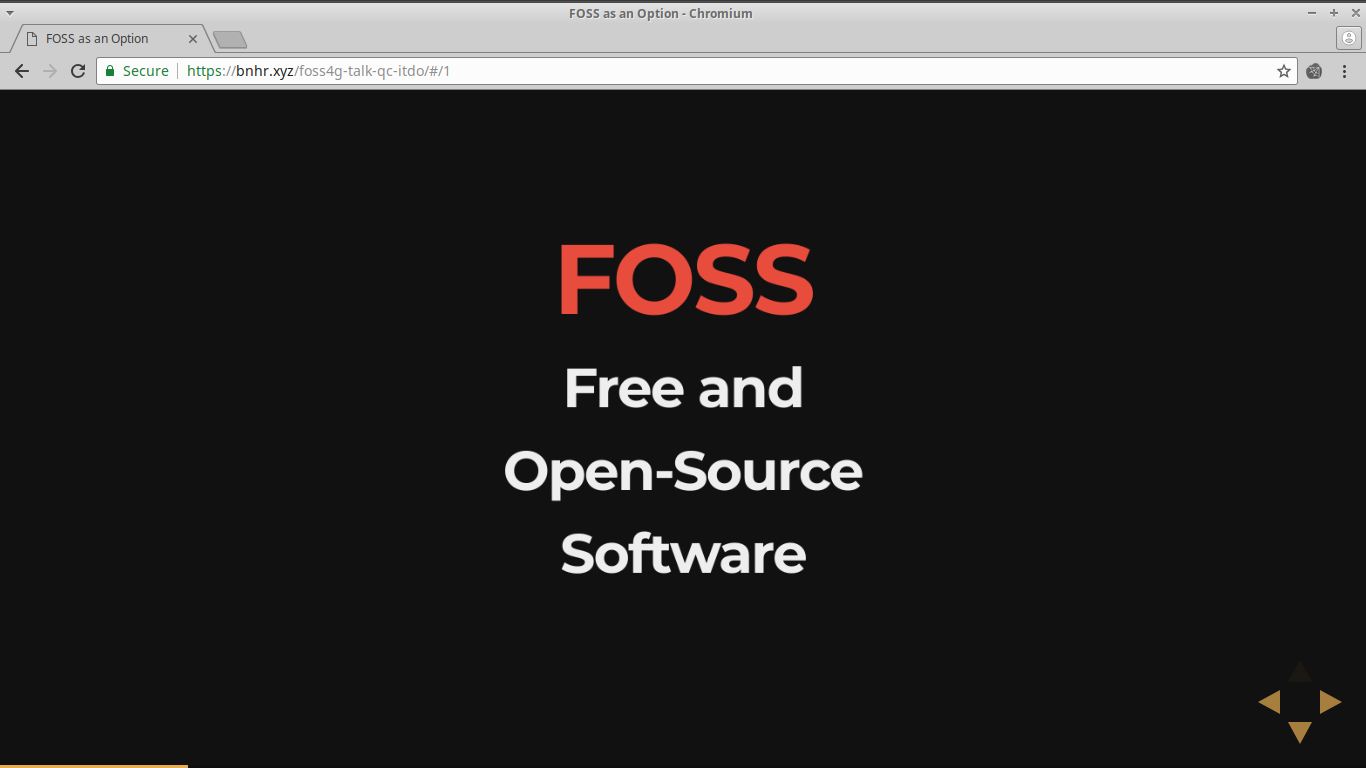 FOSS as an Option - Chromium
FOSS as an Option
Secure https://bnhr.xyz/foss4g-talk-qc-itdo/#/1
FOSS
Free and
Open-Source
Software